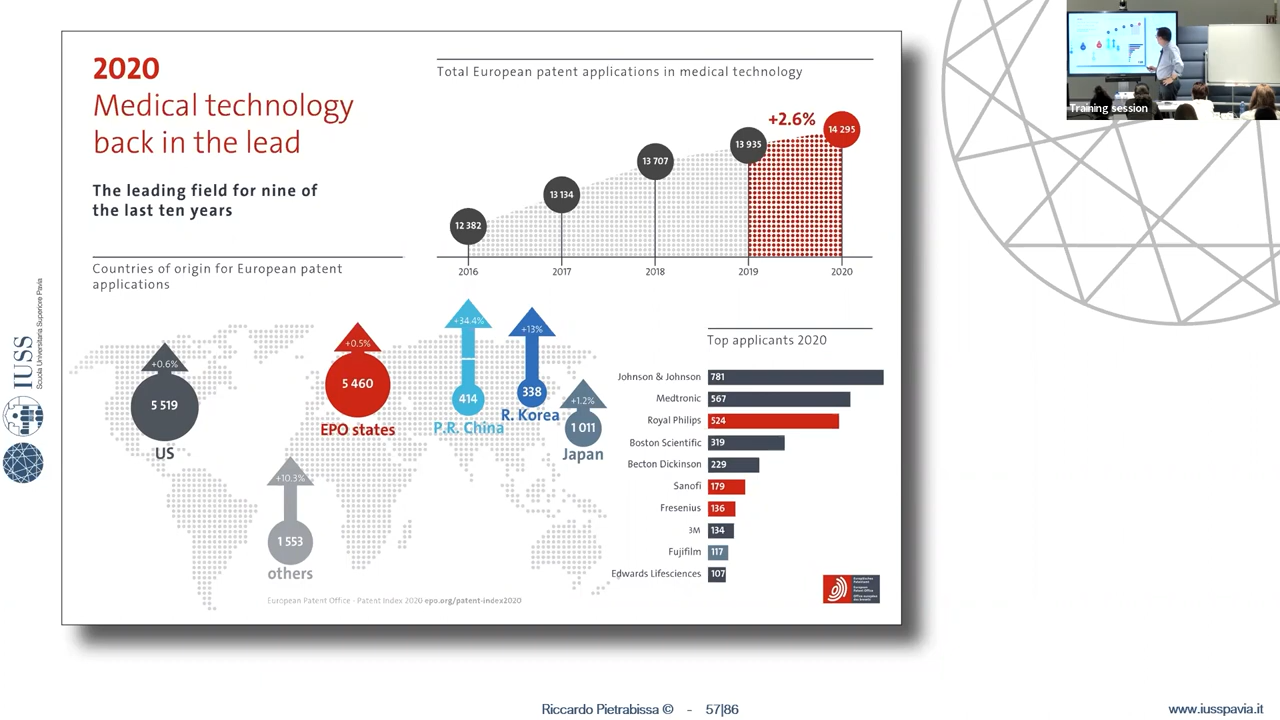 2020
Medical technology
back in the lead
The leading field for nine of
the last ten years
Total European patent applications in medical technology
+2.6%
12 382
13 134
13 707
13 935
14 295
2016
2017
2018
2019
2020
Countries of origin for European patent
applications
+0.6%
5 519
US
+0.5%
5 460
EPO states
+34.4%
414
P.R. China
+13%
338
R. Korea
+1.2%
1 011
Japan
+10.3%
1 553
others
Top applicants 2020
Johnson & Johnson 781
Medtronic 567
Royal Philips 524
Boston Scientific 319
Becton Dickinson 229
Sanofi 179
Fresenius 136
3M 134
Fujifilm 117
Edwards Lifesciences 107
European Patent Office - Patent Index 2020 epo.org/patent-index2020
IUSS
Scuola Universitaria Superiore Pavia
Training session
Riccardo Pietrabissa © - 57|86
www.iusspavia.it